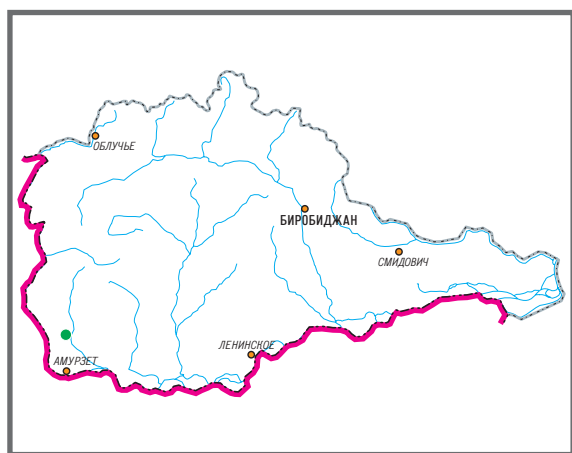 ОБЛУЧЬЕ
БИРОБИДЖАН
СМИДОВИЧ
ЛЕНИНСКОЕ
АМУРЗЕТ